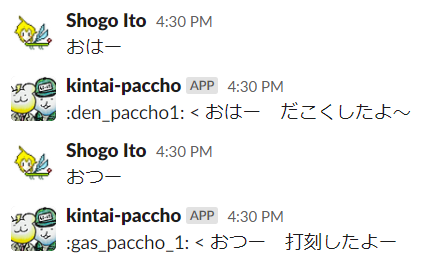 Shogo Ito 4:30 PM
おはー
kintai-paccho APP 4:30 PM
:den_paccho1: < おはー　だこくしたよ〜
Shogo Ito 4:30 PM
おつー
kintai-paccho APP 4:30 PM
:gas_paccho_1: < おつー　打刻したよー